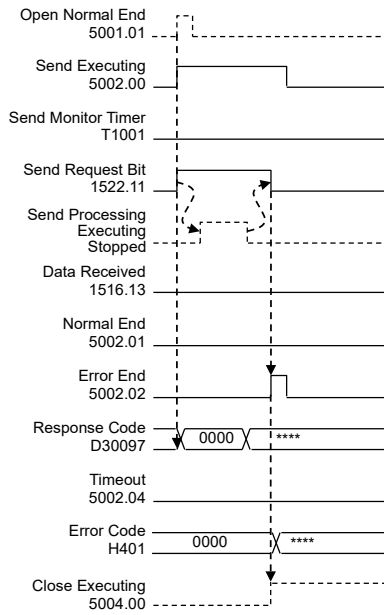 Open Normal End
5001.01
Send Executing
5002.00
Send Monitor Timer
T1001
Send Request Bit
1522.11
Send Processing
Executing
Stopped
Data Received
1516.13
Normal End
5002.01
Error End
5002.02
Response Code
D30097
0000
****
Timeout
5002.04
Error Code
H401
0000
****
Close Executing
5004.00